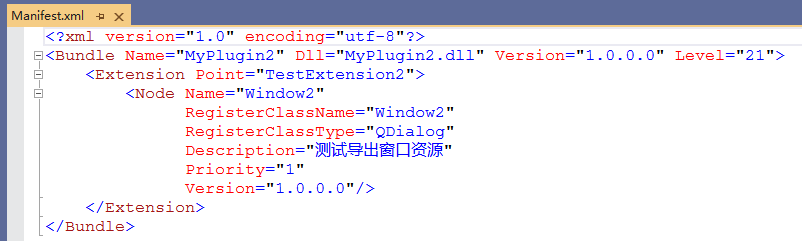 Manifest.xml
<?xml version="1.0" encoding="utf-8"?>
<Bundle Name="MyPlugin2" Dll="MyPlugin2.dll" Version="1.0.0.0" Level="21">
<Extension Point="TestExtension2">
<Node Name="Window2"
RegisterClassName="Window2"
RegisterClassType="QDialog"
Description="测试导出窗口资源"
Priority="1"
Version="1.0.0.0"/>
</Extension>
</Bundle>